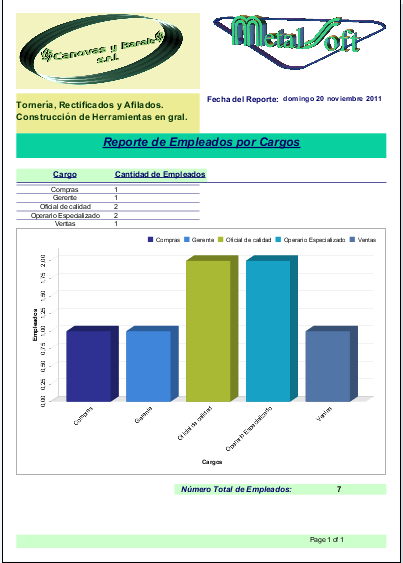 Canovas y Bacale
s.r.l.
Metal Soft
Tornería, Rectificados y Afilados.
Construcción de Herramientas en gral.
Fecha del Reporte: domingo 20 noviembre 2011
Reporte de Empleados por Cargos
Cargo Cantidad de Empleados
Compras 1
Gerente 1
Oficial de calidad 2
Operario Especializado 2
Ventas 1
Compras Gerente Oficial de calidad Operario Especializado Ventas
2,00
1,75
1,50
1,25
1,00
0,75
0,50
0,25
0,00
Empleados
Compras
Gerente
Oficial de calidad
Operario Especializado
Ventas
Cargos
Número Total de Empleados: 7
Page 1 of 1